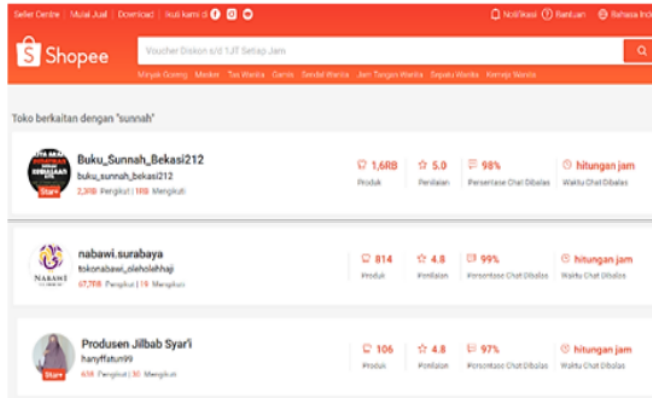 Seller Centre | Mulai Jual | Download | Ikuti kami di
Notifikasi Bantuan Bahasa Indo
Shopee
Voucher Diskon s/d 1JT Setiap Jam
Minyak Goreng Masker Tas Wanita Gamis Sendal Wanita Jam Tangan Wanita Sepatu Wanita Kemeja Wanita
Toko berkaitan dengan "sunnah"
Buku_Sunnah_Bekasi212
buku_sunnah_bekasi212
Star+
2,3RB Pengikut | 1RB Mengikuti
1,6RB Produk
5.0 Penilaian
98% Persentase Chat Dibalas
hitungan jam Waktu Chat Dibalas
NABAWI
nabawi.surabaya
tokonabawi_oleholehhaji
67,7RB Pengikut | 19 Mengikuti
814 Produk
4.8 Penilaian
99% Persentase Chat Dibalas
hitungan jam Waktu Chat Dibalas
Produsen Jilbab Syar'i
hanyffatun99
Star+
Pengikut | Mengikuti
106 Produk
4.8 Penilaian
97% Persentase Chat Dibalas
hitungan jam Waktu Chat Dibalas